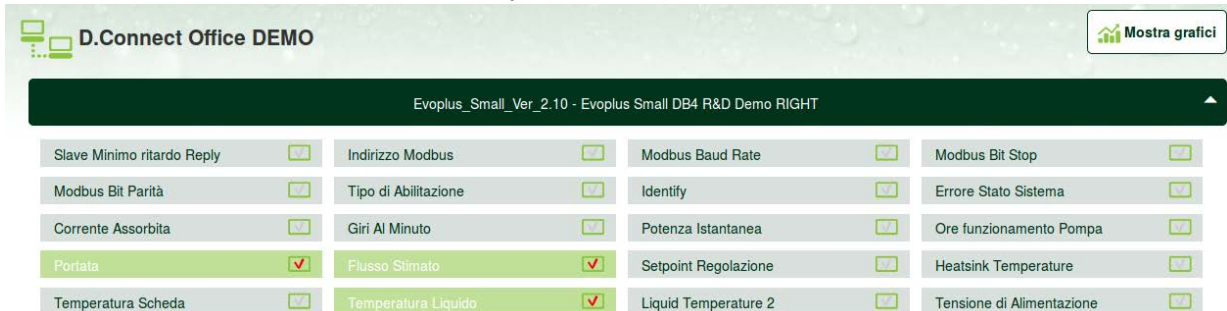 D.Connect Office DEMO
Mostra grafici
Evoplus_Small_Ver_2.10 - Evoplus Small DB4 R&D Demo RIGHT
Slave Minimo ritardo Reply Indirizzo Modbus Modbus Baud Rate Modbus Bit Stop
Modbus Bit Parità Tipo di Abilitazione Identify Errore Stato Sistema
Corrente Assorbita Giri Al Minuto Potenza Istantanea Ore funzionamento Pompa
Portata Flusso Stimato Setpoint Regolazione Heatsink Temperature
Temperatura Scheda Temperatura Liquido Liquid Temperature 2 Tensione di Alimentazione